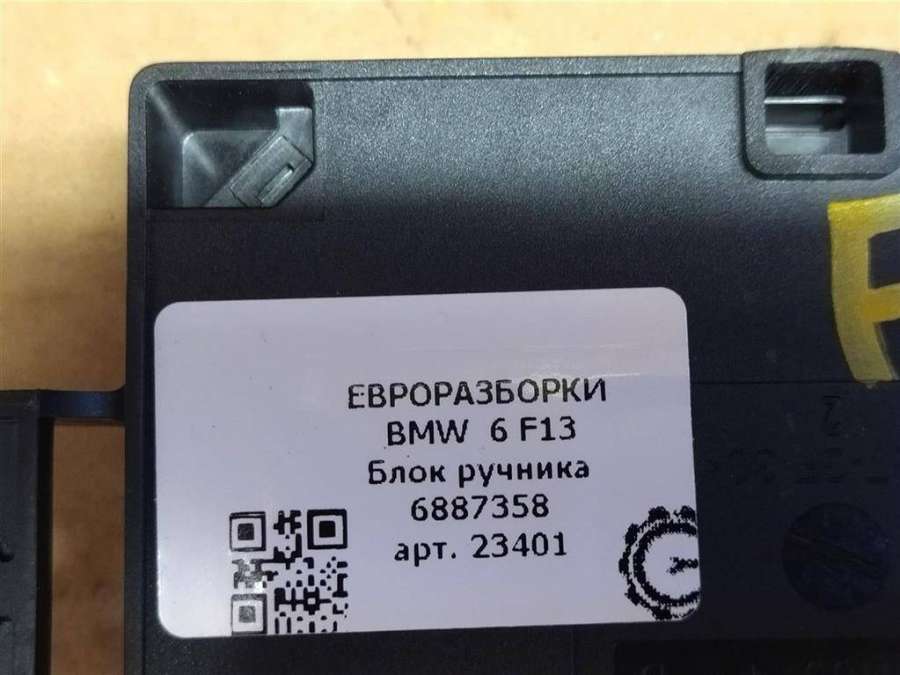 ЕВРОРАЗБОРКИ
BMW 6 F13
Блок ручника
6887358
арт. 23401
F